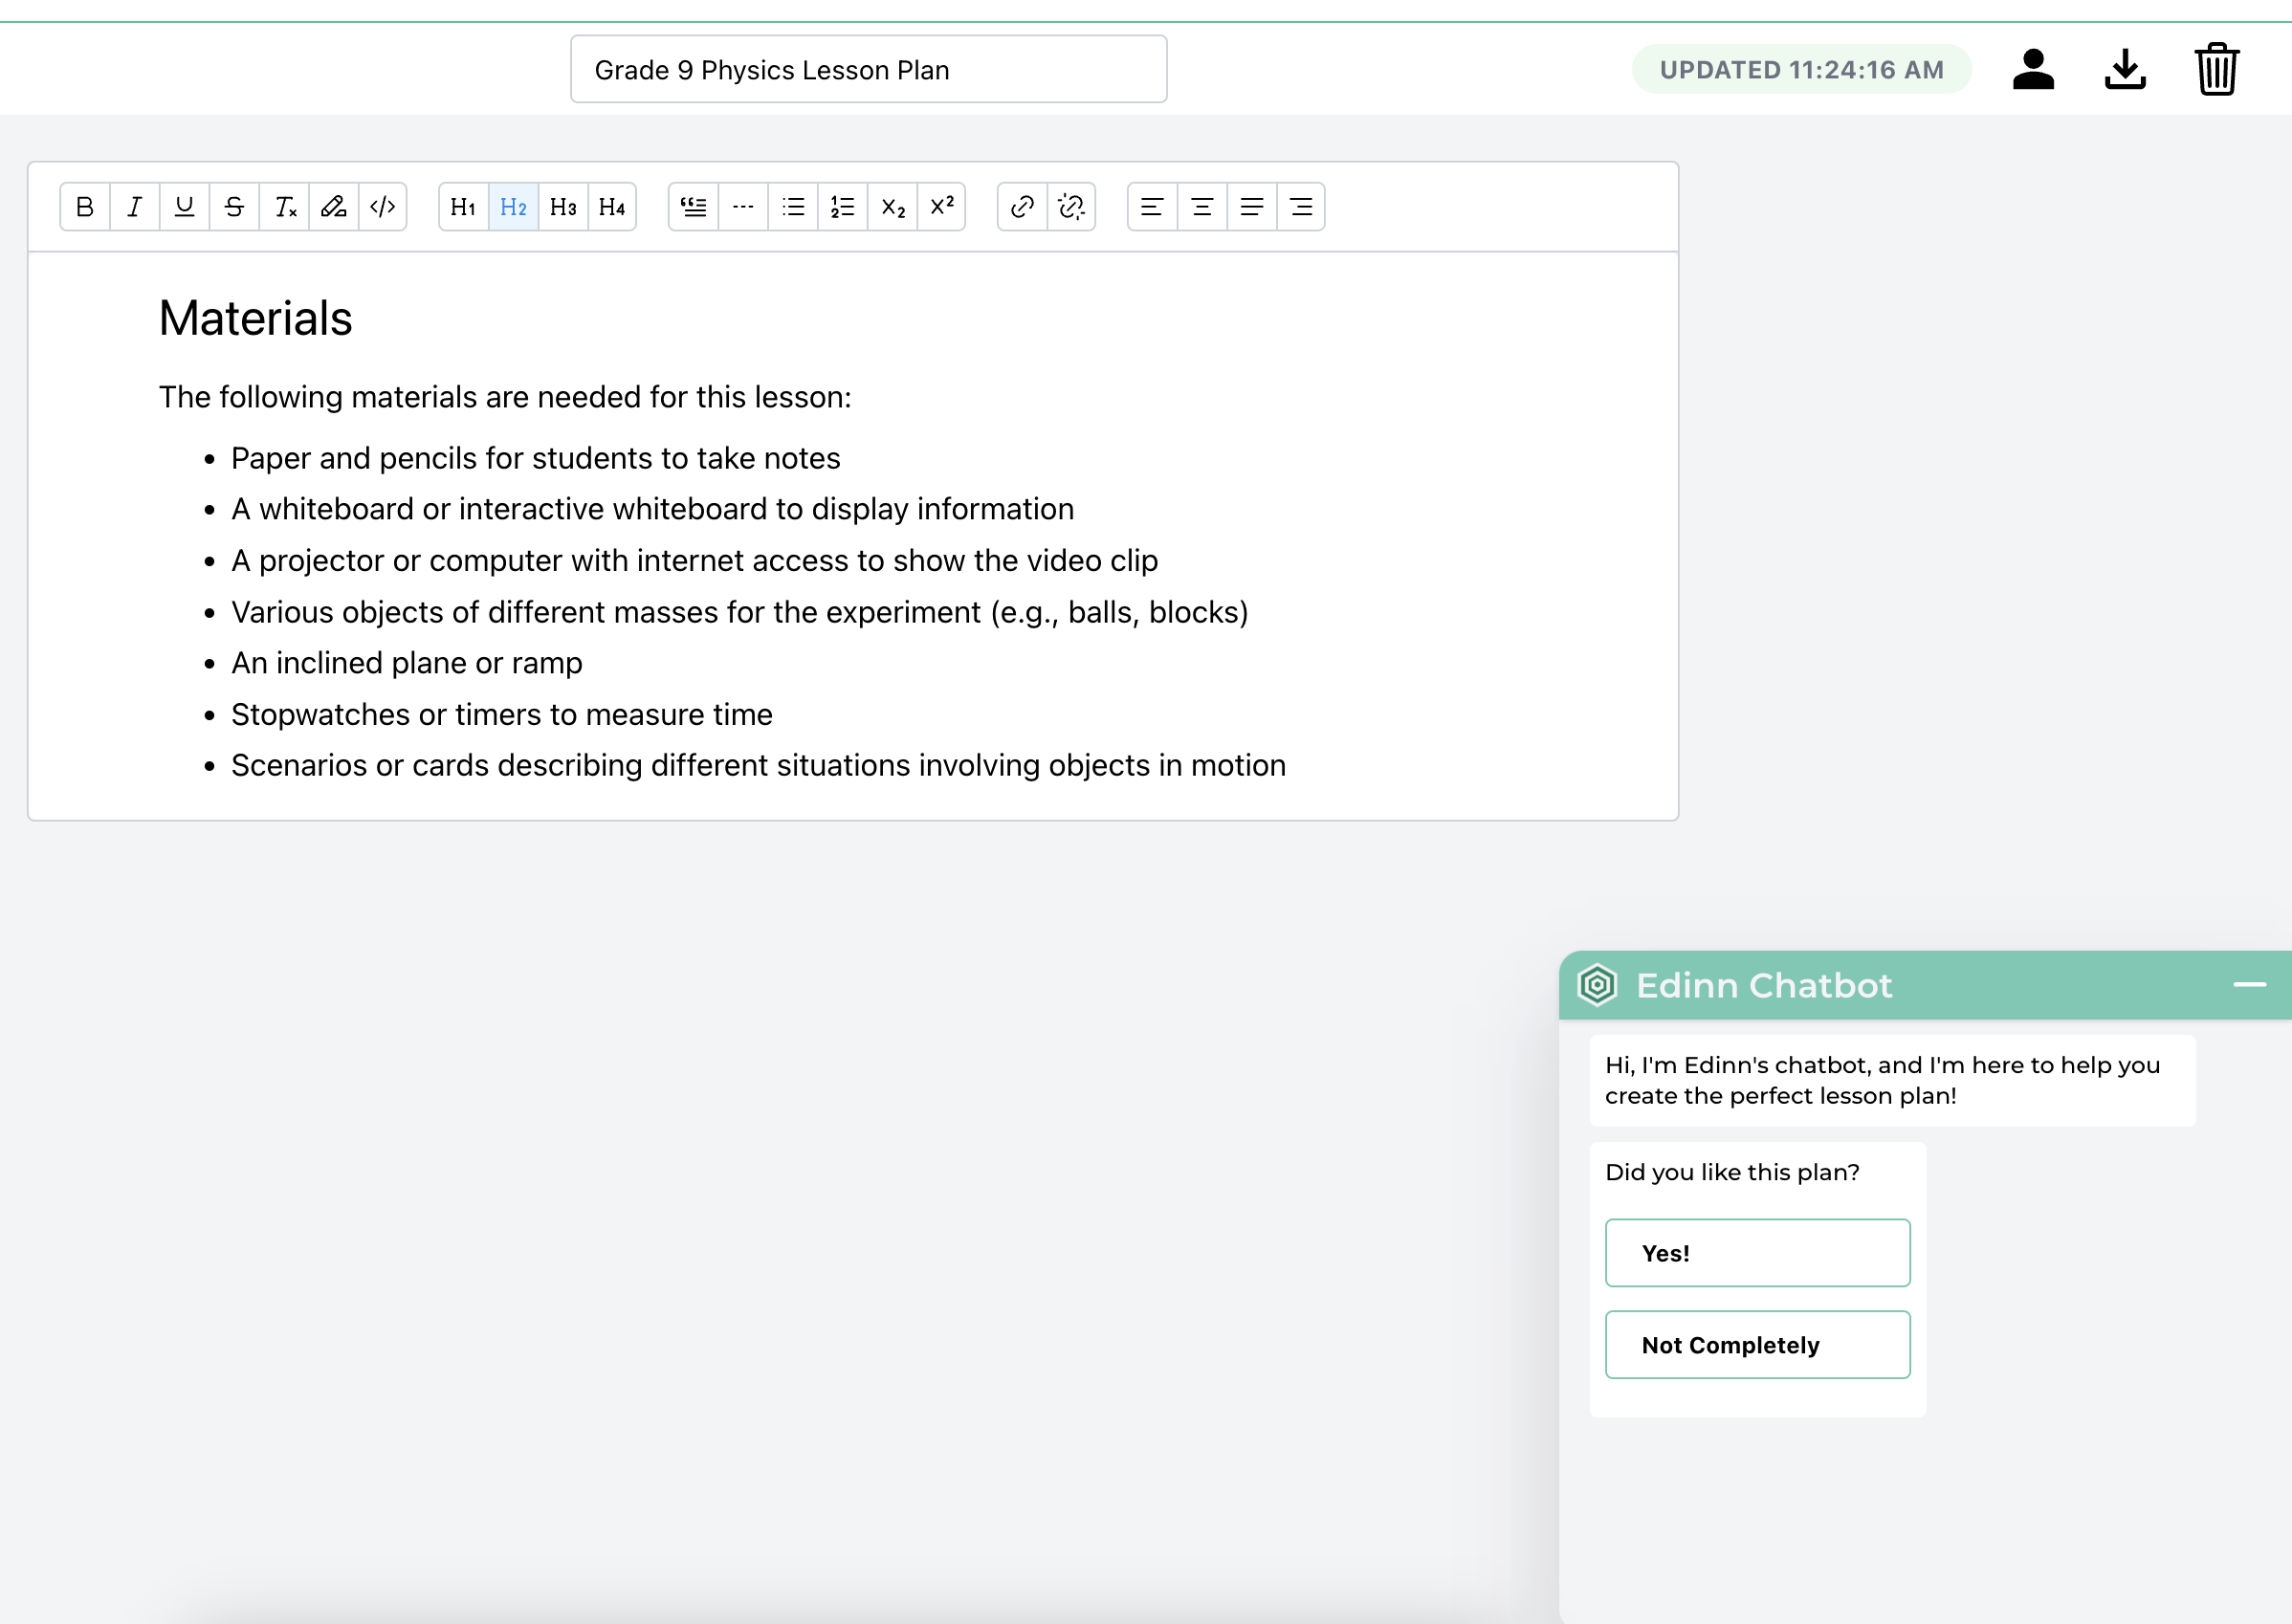 Grade 9 Physics Lesson Plan
UPDATED 11:24:16 AM
B I U S Tx </> H1 H2 H3 H4 X2 X2
Materials
The following materials are needed for this lesson:
• Paper and pencils for students to take notes
• A whiteboard or interactive whiteboard to display information
• A projector or computer with internet access to show the video clip
• Various objects of different masses for the experiment (e.g., balls, blocks)
• An inclined plane or ramp
• Stopwatches or timers to measure time
• Scenarios or cards describing different situations involving objects in motion
Edinn Chatbot
Hi, I'm Edinn's chatbot, and I'm here to help you
create the perfect lesson plan!
Did you like this plan?
Yes!
Not Completely